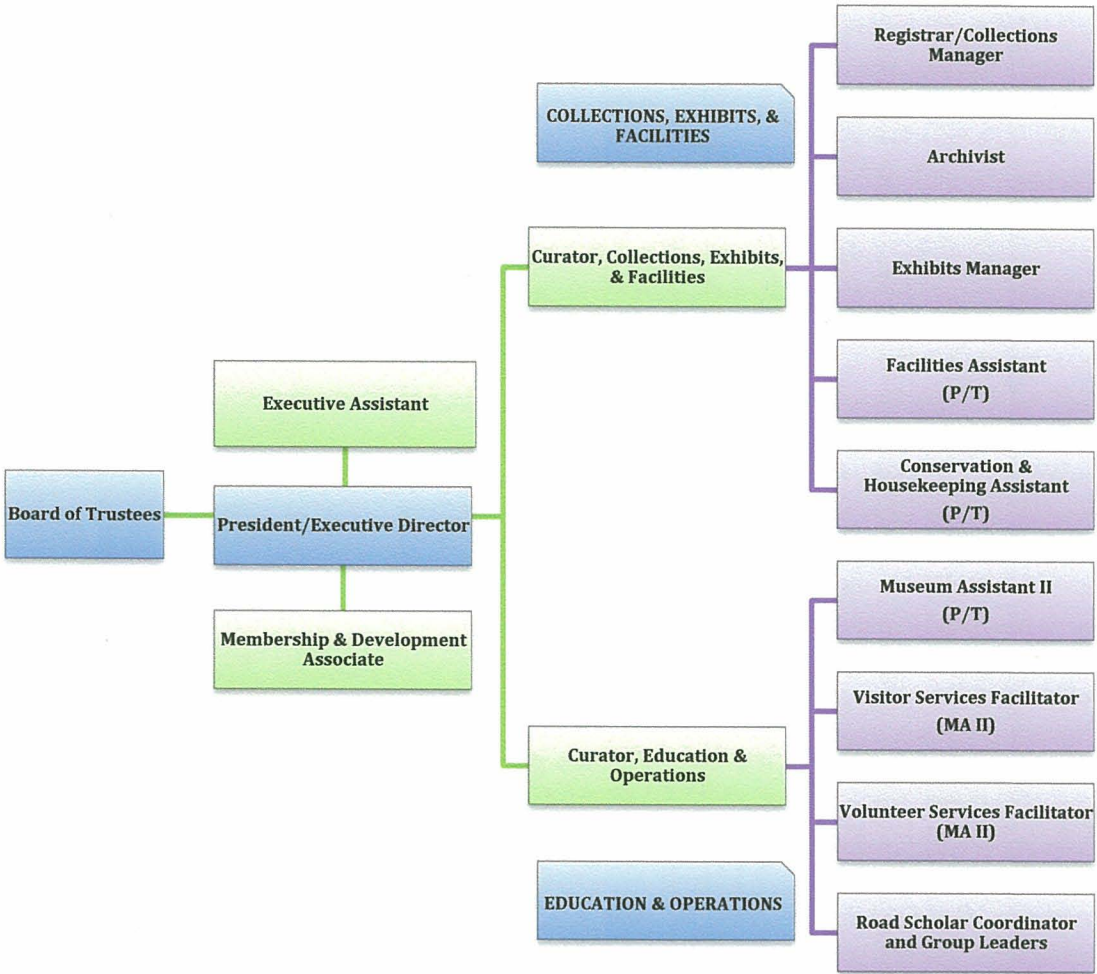 Registrar/Collections
Manager
COLLECTIONS, EXHIBITS, &
FACILITIES
Archivist
Curator, Collections, Exhibits,
& Facilities
Exhibits Manager
Facilities Assistant
(P/T)
Executive Assistant
Conservation &
Housekeeping Assistant
(P/T)
Board of Trustees
President/Executive Director
Museum Assistant II
(P/T)
Membership & Development
Associate
Visitor Services Facilitator
(MA II)
Curator, Education &
Operations
Volunteer Services Facilitator
(MA II)
EDUCATION & OPERATIONS
Road Scholar Coordinator
and Group Leaders